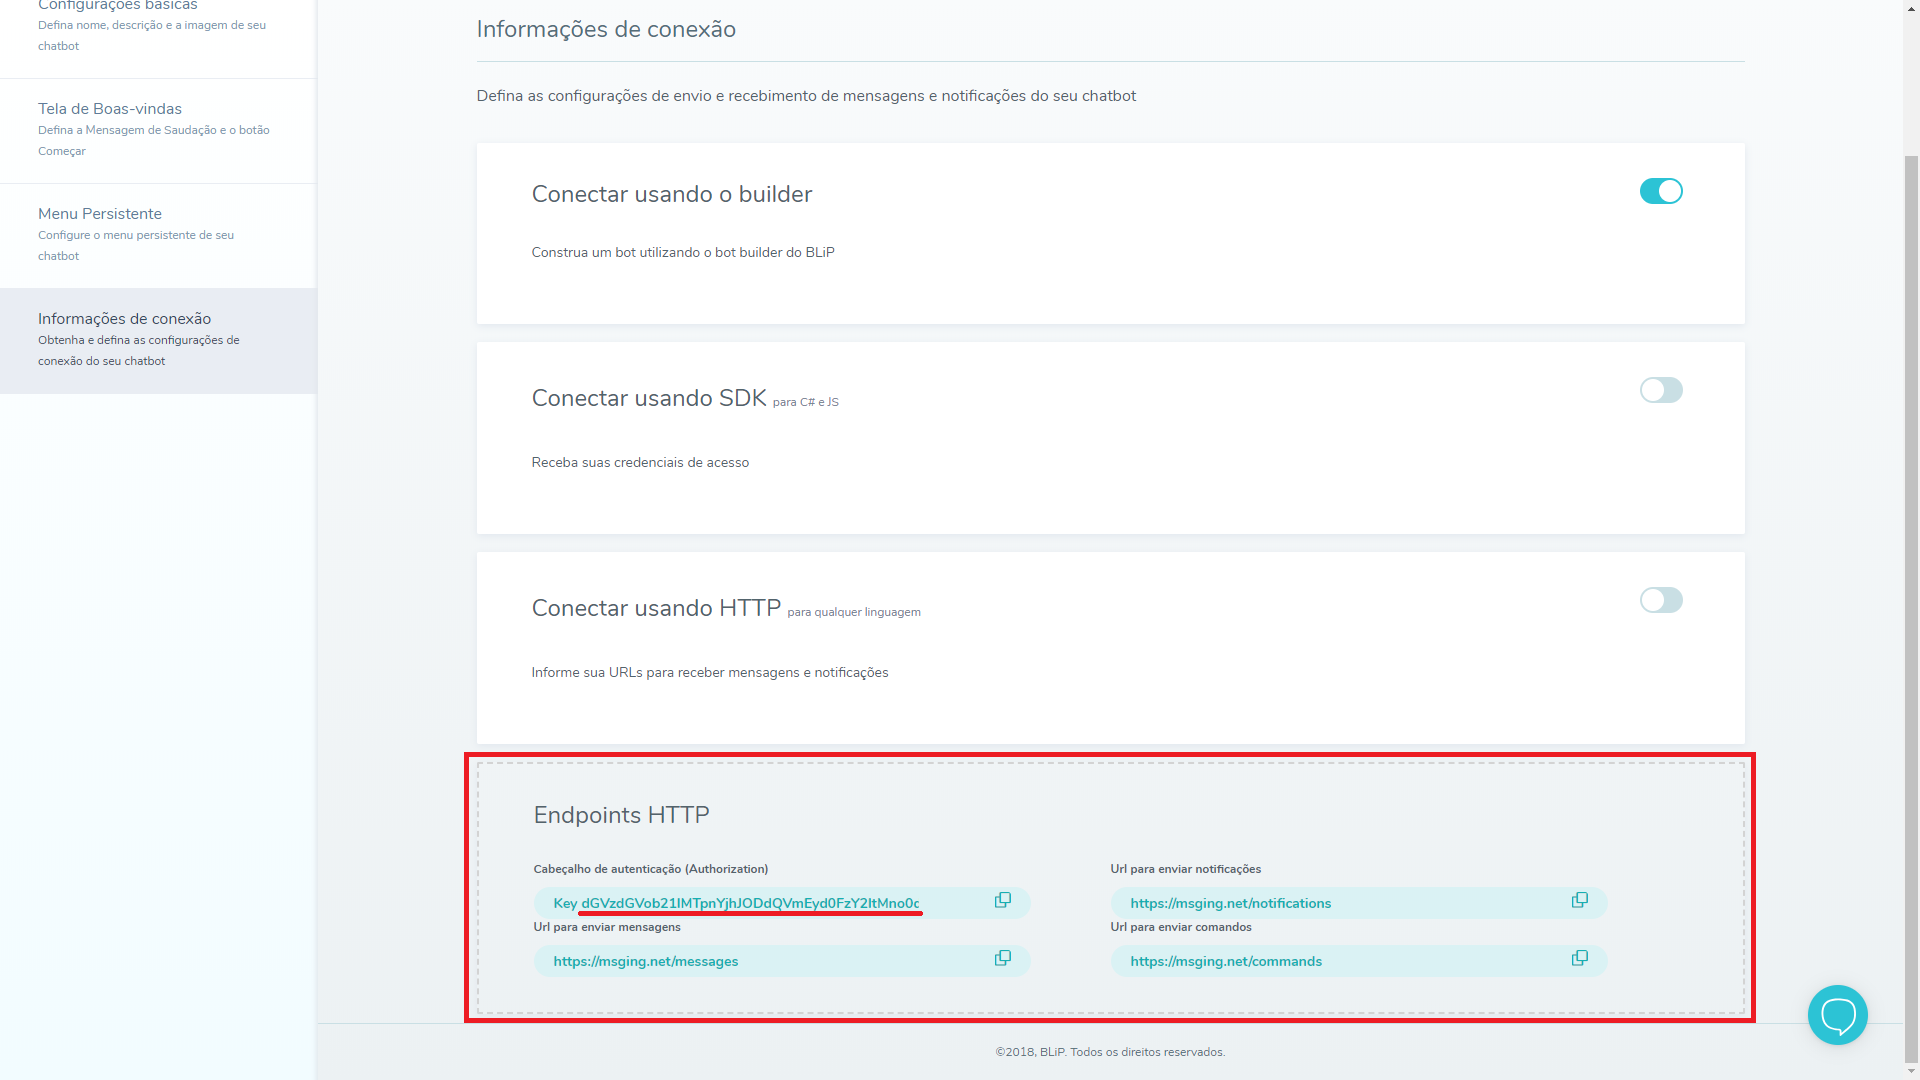 Configurações básicas
Defina nome, descrição e a imagem de seu
chatbot
Tela de Boas-vindas
Defina a Mensagem de Saudação e o botão
Começar
Menu Persistente
Configure o menu persistente de seu
chatbot
Informações de conexão
Obtenha e defina as configurações de
conexão do seu chatbot
Informações de conexão
Defina as configurações de envio e recebimento de mensagens e notificações do seu chatbot
Conectar usando o builder
Construa um bot utilizando o bot builder do BLiP
Conectar usando SDK para C# e JS
Receba suas credenciais de acesso
Conectar usando HTTP para qualquer linguagem
Informe sua URLs para receber mensagens e notificações
Endpoints HTTP
Cabeçalho de autenticação (Authorization)
Key dGVzdGVob21lMTpnYjhJODdQVmEyd0FzY2ItMno0c
Url para enviar notificações
https://msging.net/notifications
Url para enviar mensagens
https://msging.net/messages
Url para enviar comandos
https://msging.net/commands
©2018, BLiP. Todos os direitos reservados.